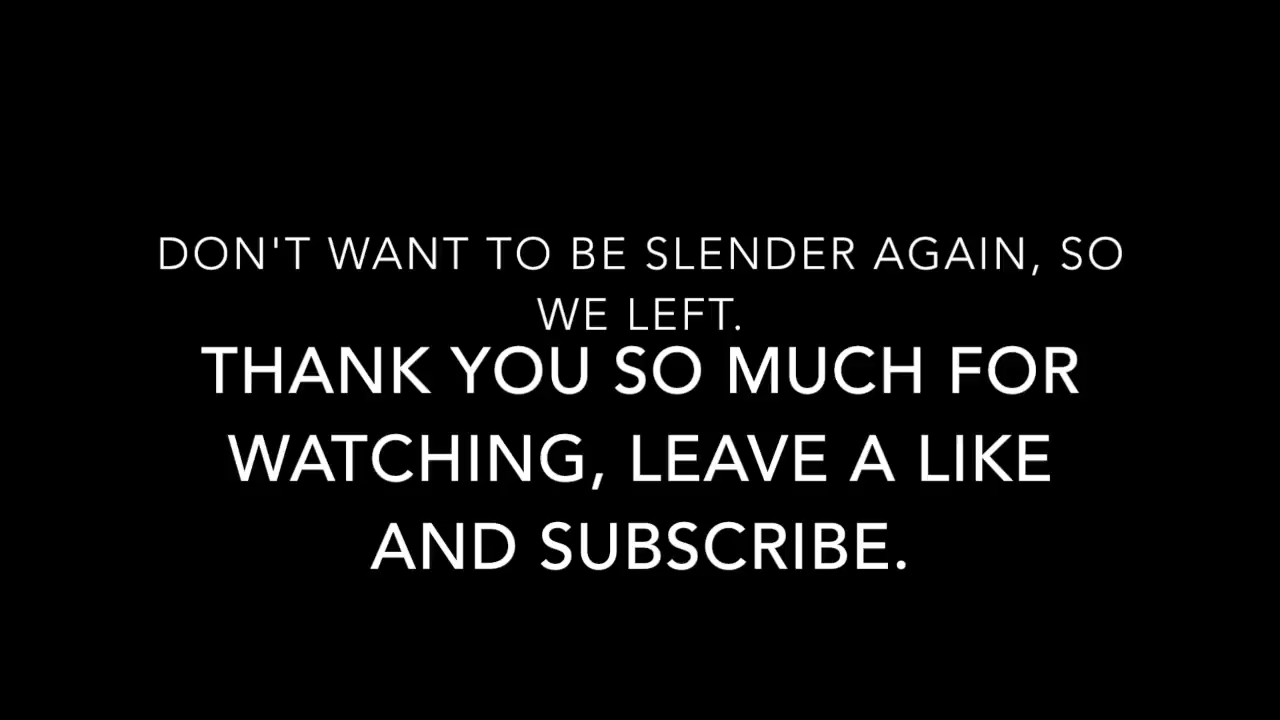 DON'T WANT TO BE SLENDER AGAIN, SO
WE LEFT.
THANK YOU SO MUCH FOR
WATCHING, LEAVE A LIKE
AND SUBSCRIBE.